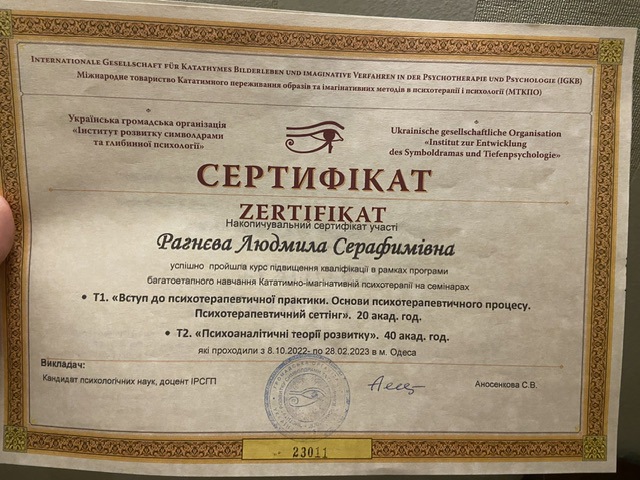 Internationale Gesellschaft für Katathymes Bilderleben und imaginative Verfahren in der Psychotherapie und Psychologie (IGKB)
Міжнародне товариство Кататимного переживання образів та імагінативних методів в психотерапії і психології (МТКПО)
Українська громадська організація
«Інститут розвитку символдрами
та глибинної психології»
Ukrainische gesellschaftliche Organisation
«Institut zur Entwicklung
des Symboldramas und Tiefenpsychologie»
СЕРТИФІКАТ
ZERTIFIKAT
Накопичувальний сертифікат участі
Рагнєва Людмила Серафимівна
успішно пройшла курс підвищення кваліфікації в рамках програми
багатоетапного навчання Кататимно-імагінативній психотерапії на семінарах
• Т1. «Вступ до психотерапевтичної практики. Основи психотерапевтичного процесу.
Психотерапевтичний сеттінг». 20 акад. год.
• Т2. «Психоаналітичні теорії розвитку». 40 акад. год.
які проходили з 8.10.2022- по 28.02.2023 в м. Одеса
Викладач:
Кандидат психологічних наук, доцент ІРСГП
Аносенкова С.В.
23011